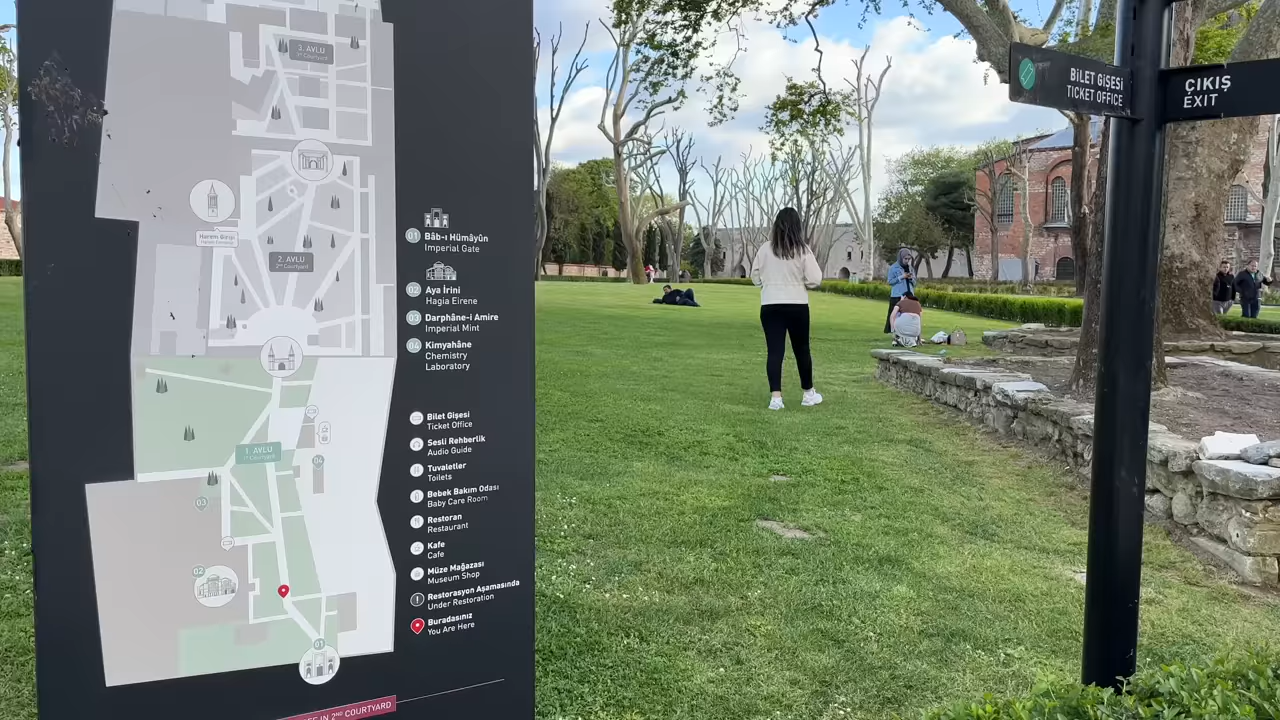 3. AVLU
3rd Courtyard
Harem Girişi
2. AVLU
2nd Courtyard
1. AVLU
1st Courtyard
04
03
02
01
01 Bâb-ı Hümâyûn
Imperial Gate
02 Aya İrini
Hagia Eirene
03 Darphâne-i Amire
Imperial Mint
04 Kimyahâne
Chemistry
Laboratory
Bilet Gişesi
Ticket Office
Sesli Rehberlik
Audio Guide
Tuvaletler
Toilets
Bebek Bakım Odası
Baby Care Room
Restoran
Restaurant
Kafe
Cafe
Müze Mağazası
Museum Shop
Restorasyon Aşamasında
Under Restoration
Buradasınız
You Are Here
IN 2ND COURTYARD
BİLET GİŞESİ
TICKET OFFICE
ÇIKIŞ
EXIT